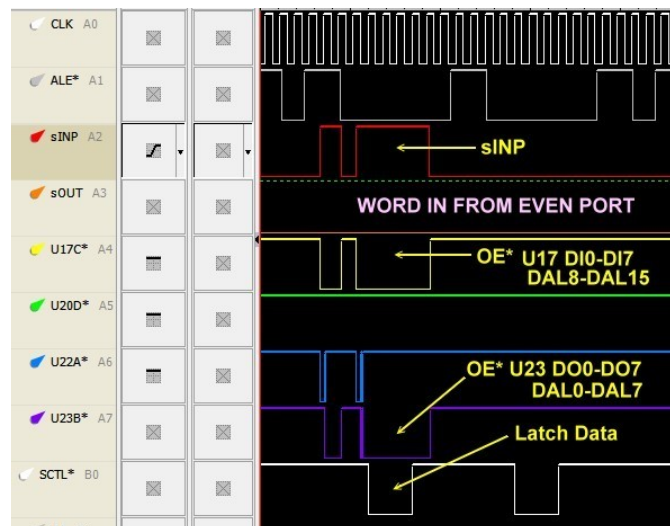 CLK A0
ALE* A1
sINP A2
sINP
sOUT A3
WORD IN FROM EVEN PORT
U17C* A4
OE* U17 DI0-DI7
DAL8-DAL15
U20D* A5
U22A* A6
OE* U23 DO0-DO7
DAL0-DAL7
U23B* A7
Latch Data
SCTL* B0